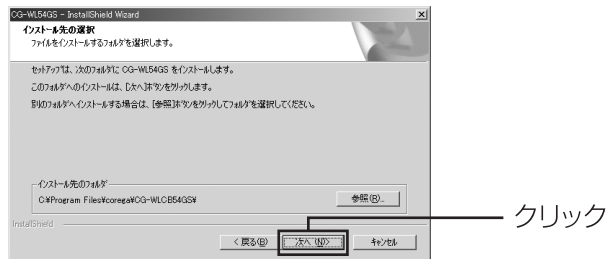 CG-WL54GS - InstallShield Wizard
インストール先の選択
ファイルをインストールするフォルダを選択します。
セットアップは、次のフォルダに CG-WL54GS をインストールします。
このフォルダへのインストールは、[次へ]ボタンをクリックします。
別のフォルダへインストールする場合は、[参照]ボタンをクリックしてフォルダを選択してください。
インストール先のフォルダ
C:¥Program Files¥corega¥CG-WLCB54GS¥
参照(R)...
InstallShield
クリック
< 戻る(B)
次へ (N)>
キャンセル